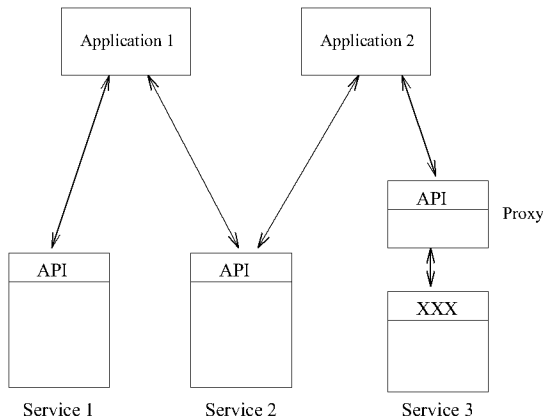 Application 1
Application 2
API
Proxy
API
API
XXX
Service 1
Service 2
Service 3